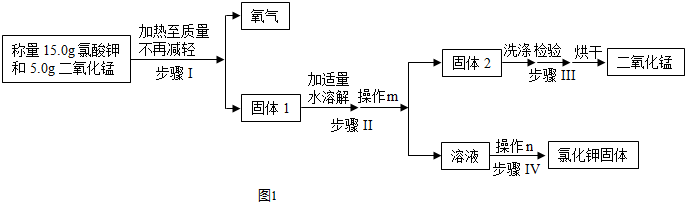 称量 15.0g 氯酸钾
和 5.0g 二氧化锰
加热至质量
不再减轻
步骤 I
氧气
固体 1
加适量
水溶解 操作m
步骤 II
固体 2
洗涤 检验 烘干
步骤 III
二氧化锰
溶液
操作 n
步骤 IV
氯化钾固体
图1